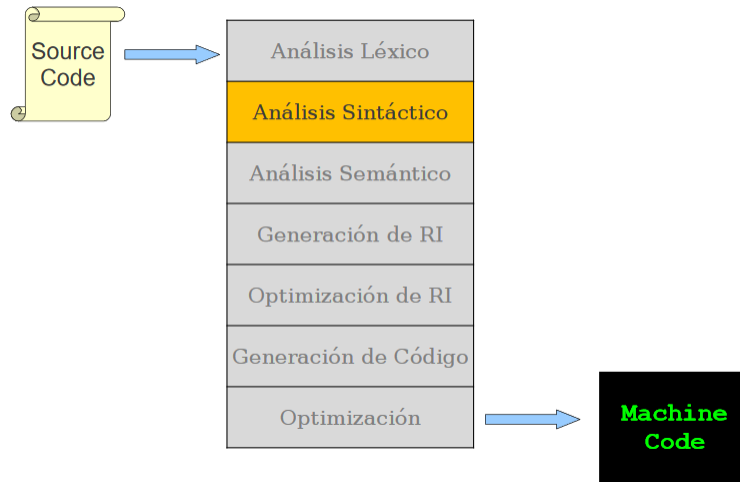 Source
Code
Análisis Léxico
Análisis Sintáctico
Análisis Semántico
Generación de RI
Optimización de RI
Generación de Código
Optimización
Machine
Code